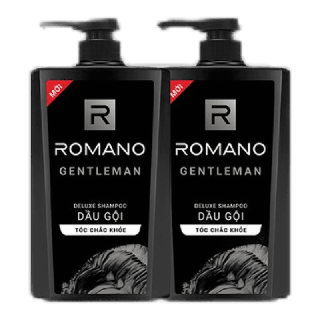 MỚI
R
ROMANO
GENTLEMAN
DELUXE SHAMPOO
DẦU GỘI
TÓC CHẮC KHỎE
MỚI
R
ROMANO
GENTLEMAN
DELUXE SHAMPOO
DẦU GỘI
TÓC CHẮC KHỎE